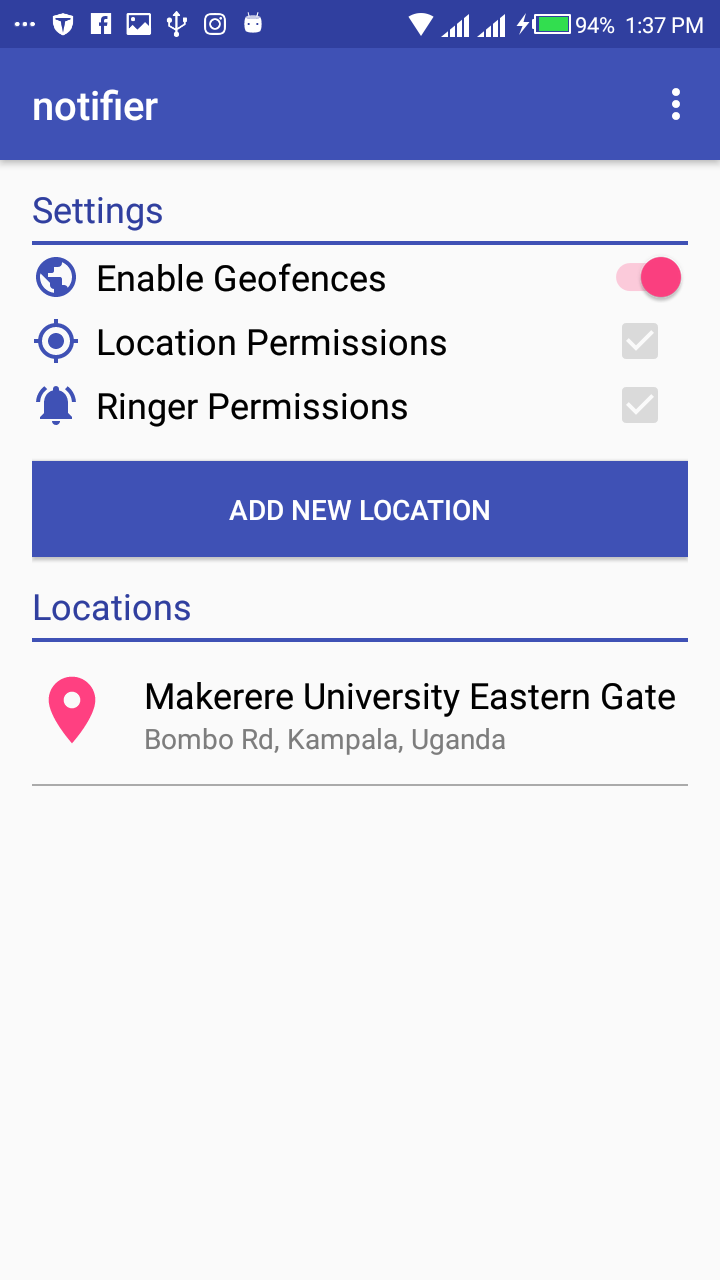 94% 1:37 PM
notifier
Settings
Enable Geofences
Location Permissions
Ringer Permissions
ADD NEW LOCATION
Locations
Makerere University Eastern Gate
Bombo Rd, Kampala, Uganda